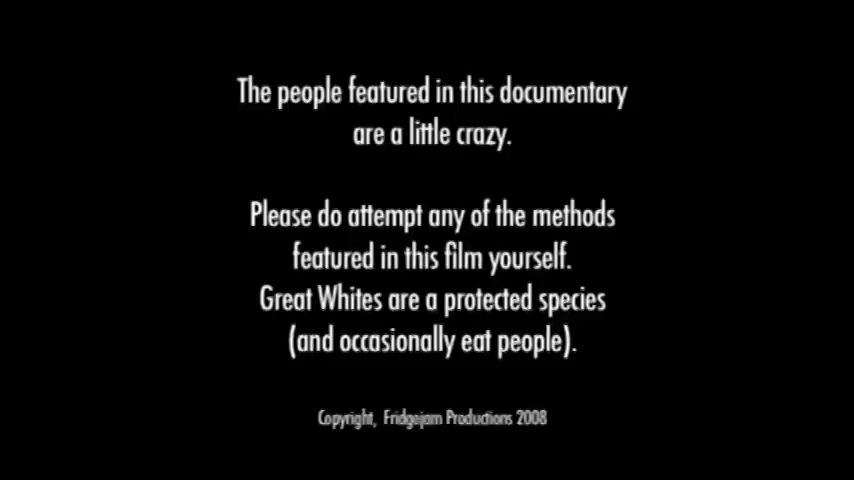 The people featured in this documentary
are a little crazy.
Please do attempt any of the methods
featured in this film yourself.
Great Whites are a protected species
(and occasionally eat people).
Copyright, Fridgejam Productions 2008